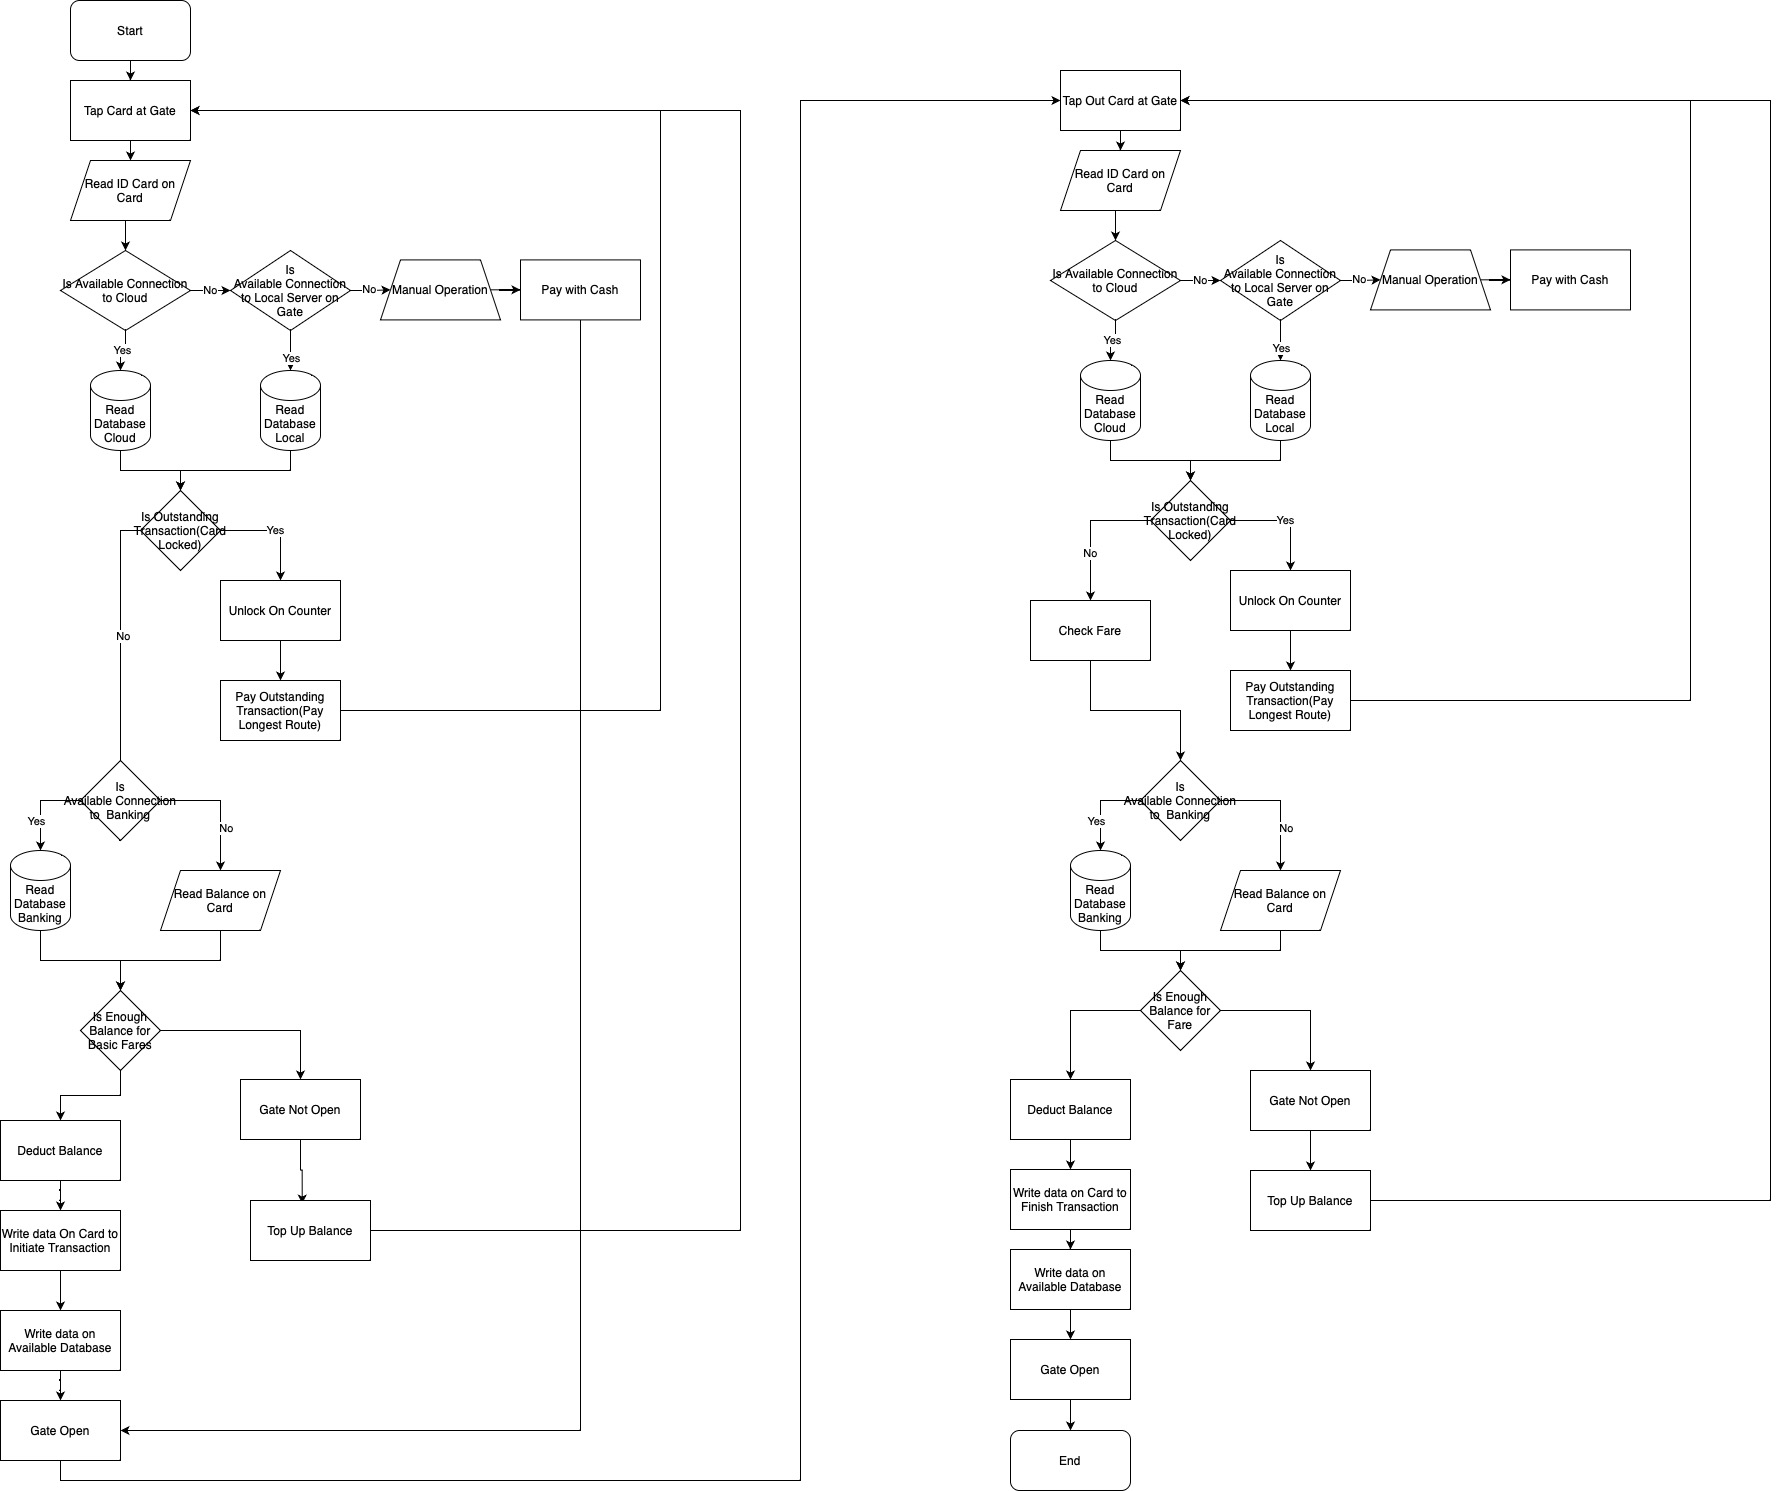 Start
Tap Card at Gate
Read ID Card on
Card
Is Available Connection
to Cloud
No
Is
Available Connection
to Local Server on
Gate
No
Manual Operation
Pay with Cash
Yes
Yes
Read
Database
Cloud
Read
Database
Local
Is Outstanding
Transaction(Card
Locked)
Yes
Unlock On Counter
No
Pay Outstanding
Transaction(Pay
Longest Route)
Is
Available Connection
to  Banking
Yes
No
Read
Database
Banking
Read Balance on
Card
Is Enough
Balance for
Basic Fares
Gate Not Open
Deduct Balance
Top Up Balance
Write data On Card to
Initiate Transaction
Write data on
Available Database
Gate Open
Tap Out Card at Gate
Read ID Card on
Card
Is Available Connection
to Cloud
No
Is
Available Connection
to Local Server on
Gate
No
Manual Operation
Pay with Cash
Yes
Yes
Read
Database
Cloud
Read
Database
Local
Is Outstanding
Transaction(Card
Locked)
Yes
No
Unlock On Counter
Check Fare
Pay Outstanding
Transaction(Pay
Longest Route)
Is
Available Connection
to  Banking
Yes
No
Read
Database
Banking
Read Balance on
Card
Is Enough
Balance for
Fare
Deduct Balance
Gate Not Open
Write data on Card to
Finish Transaction
Top Up Balance
Write data on
Available Database
Gate Open
End